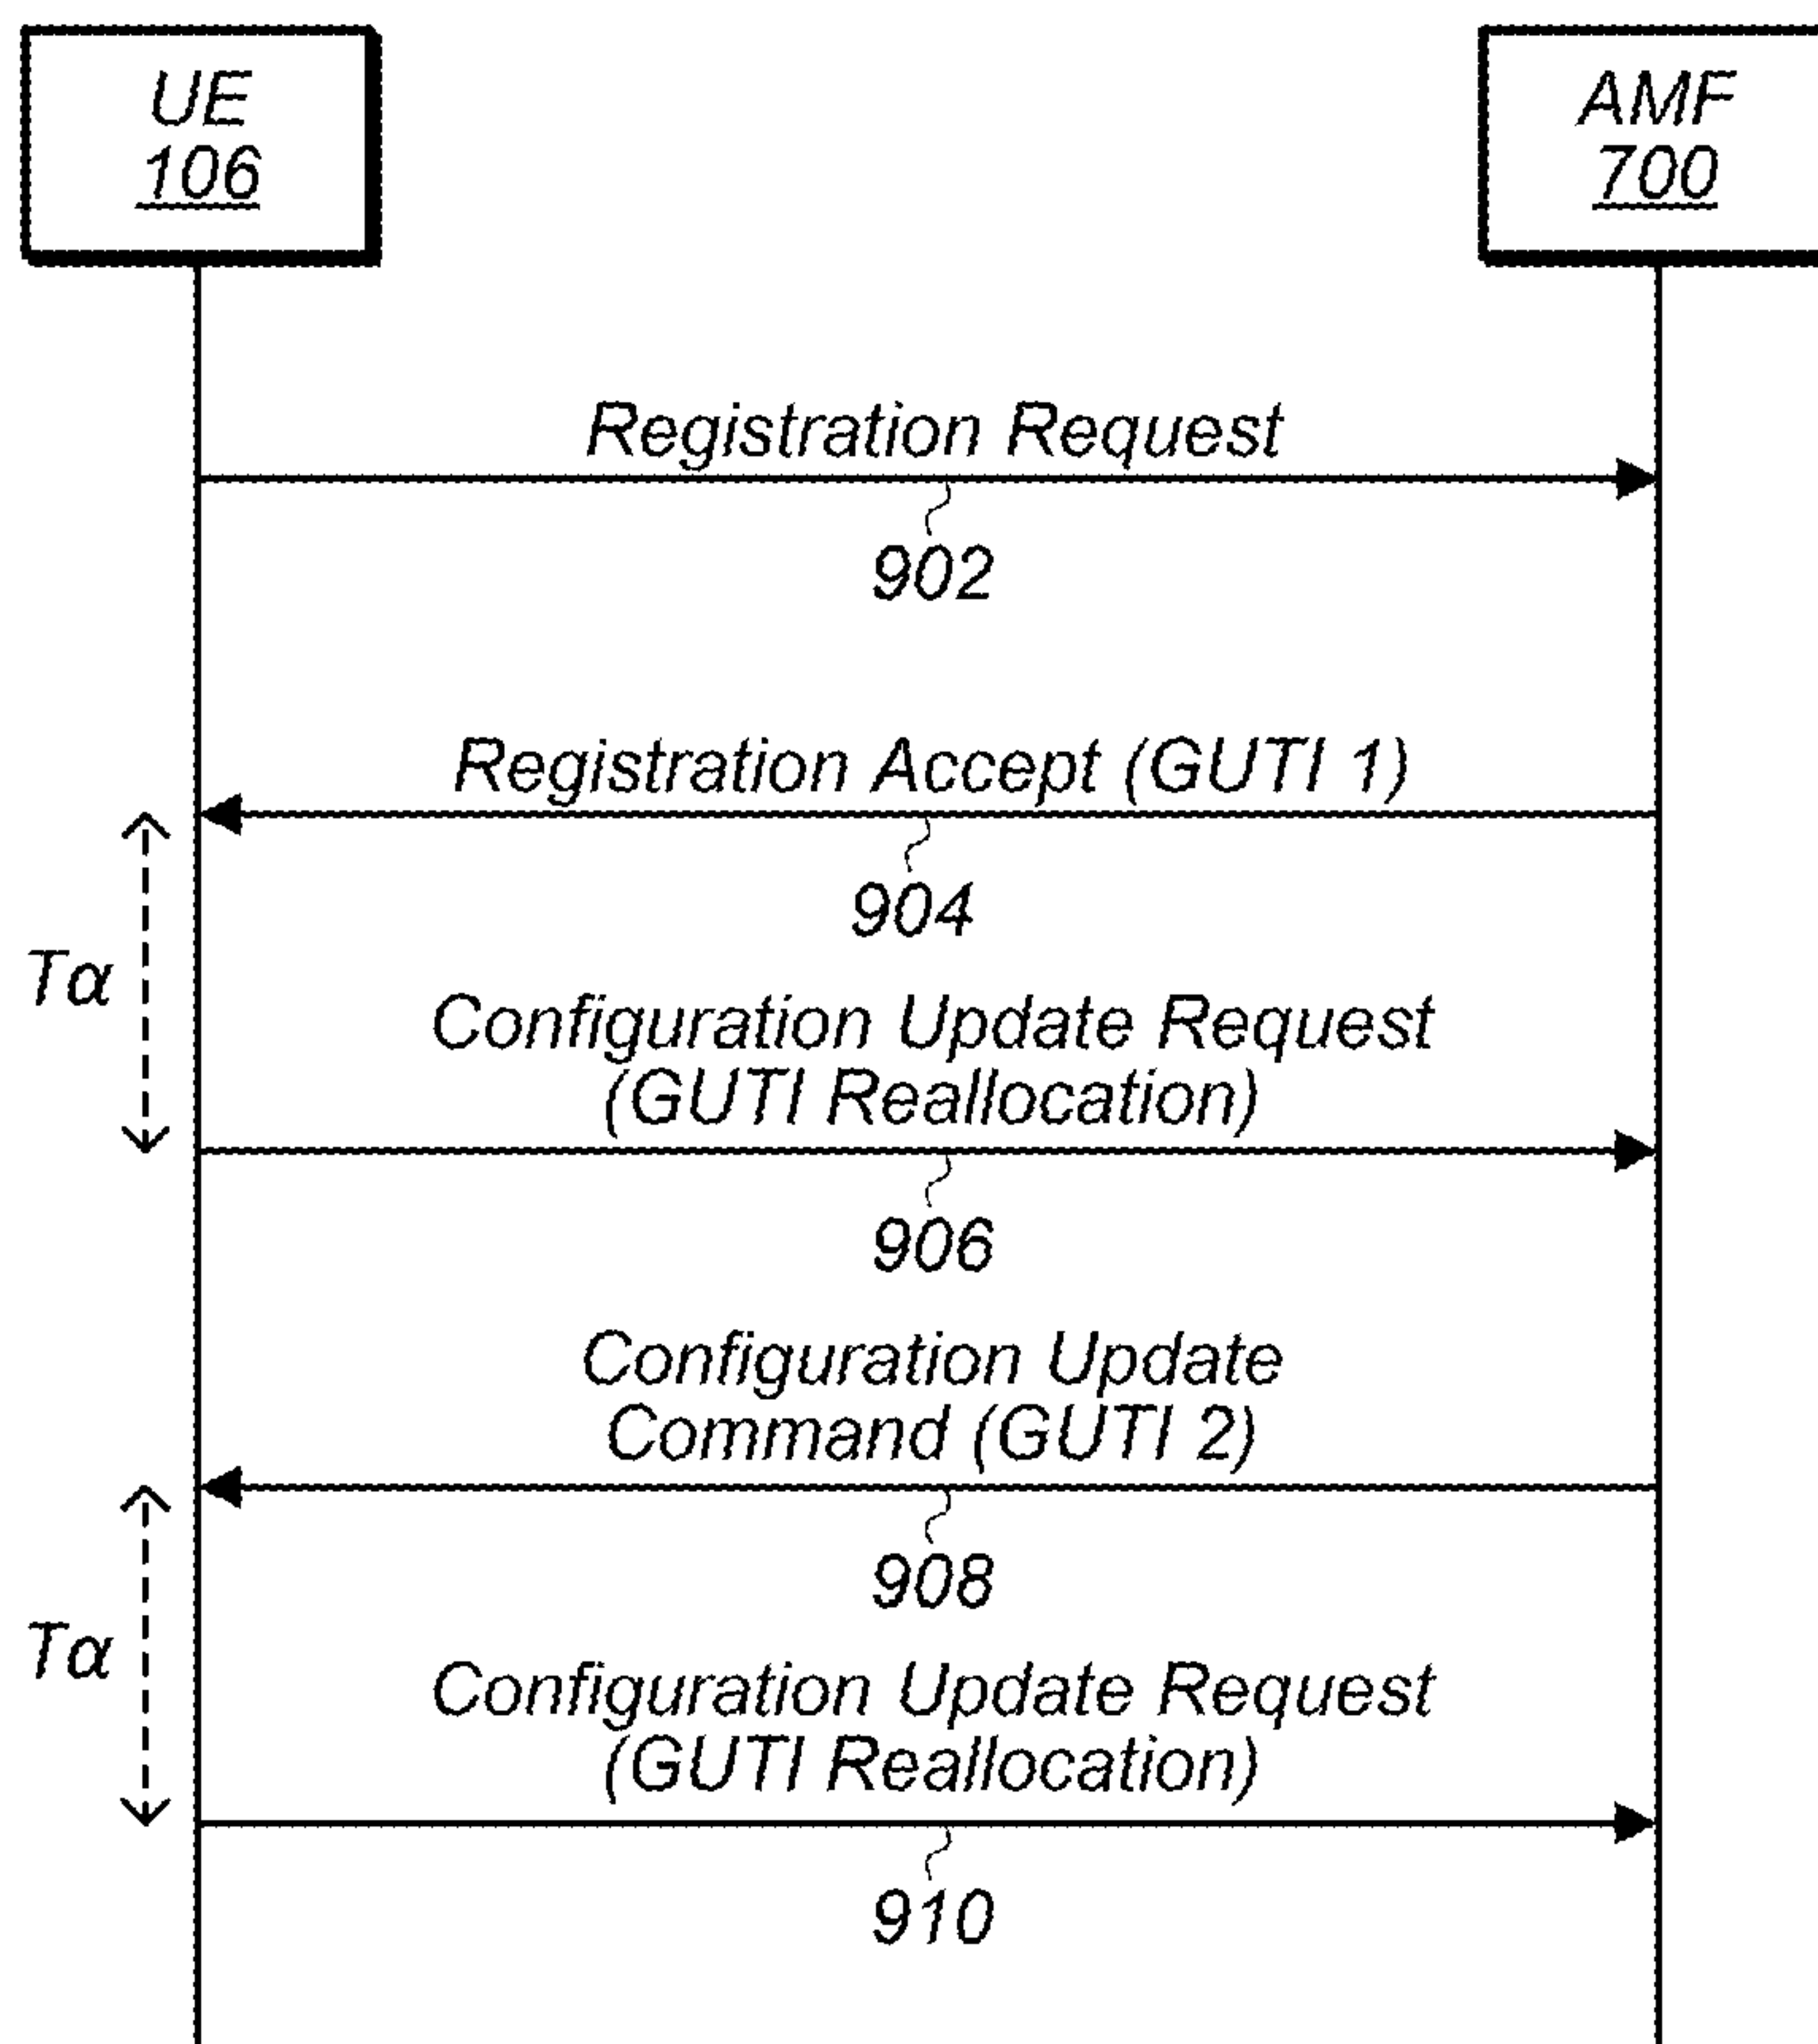 UE
106
AMF
700
Registration Request
902
Registration Accept (GUTI 1)
904
Tα
Configuration Update Request
(GUTI Reallocation)
906
Configuration Update
Command (GUTI 2)
908
Tα
Configuration Update Request
(GUTI Reallocation)
910